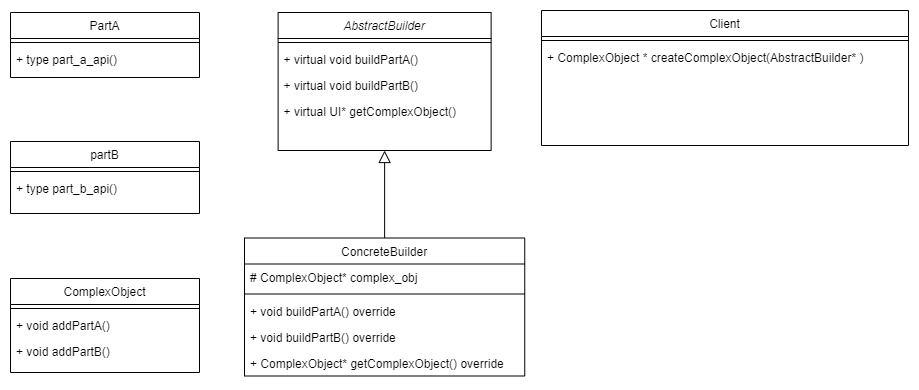 PartA
+ type part_a_api()
partB
+ type part_b_api()
ComplexObject
+ void addPartA()
+ void addPartB()
AbstractBuilder
+ virtual void buildPartA()
+ virtual void buildPartB()
+ virtual UI* getComplexObject()
ConcreteBuilder
# ComplexObject* complex_obj
+ void buildPartA() override
+ void buildPartB() override
+ ComplexObject* getComplexObject() override
Client
+ ComplexObject * createComplexObject(AbstractBuilder* )